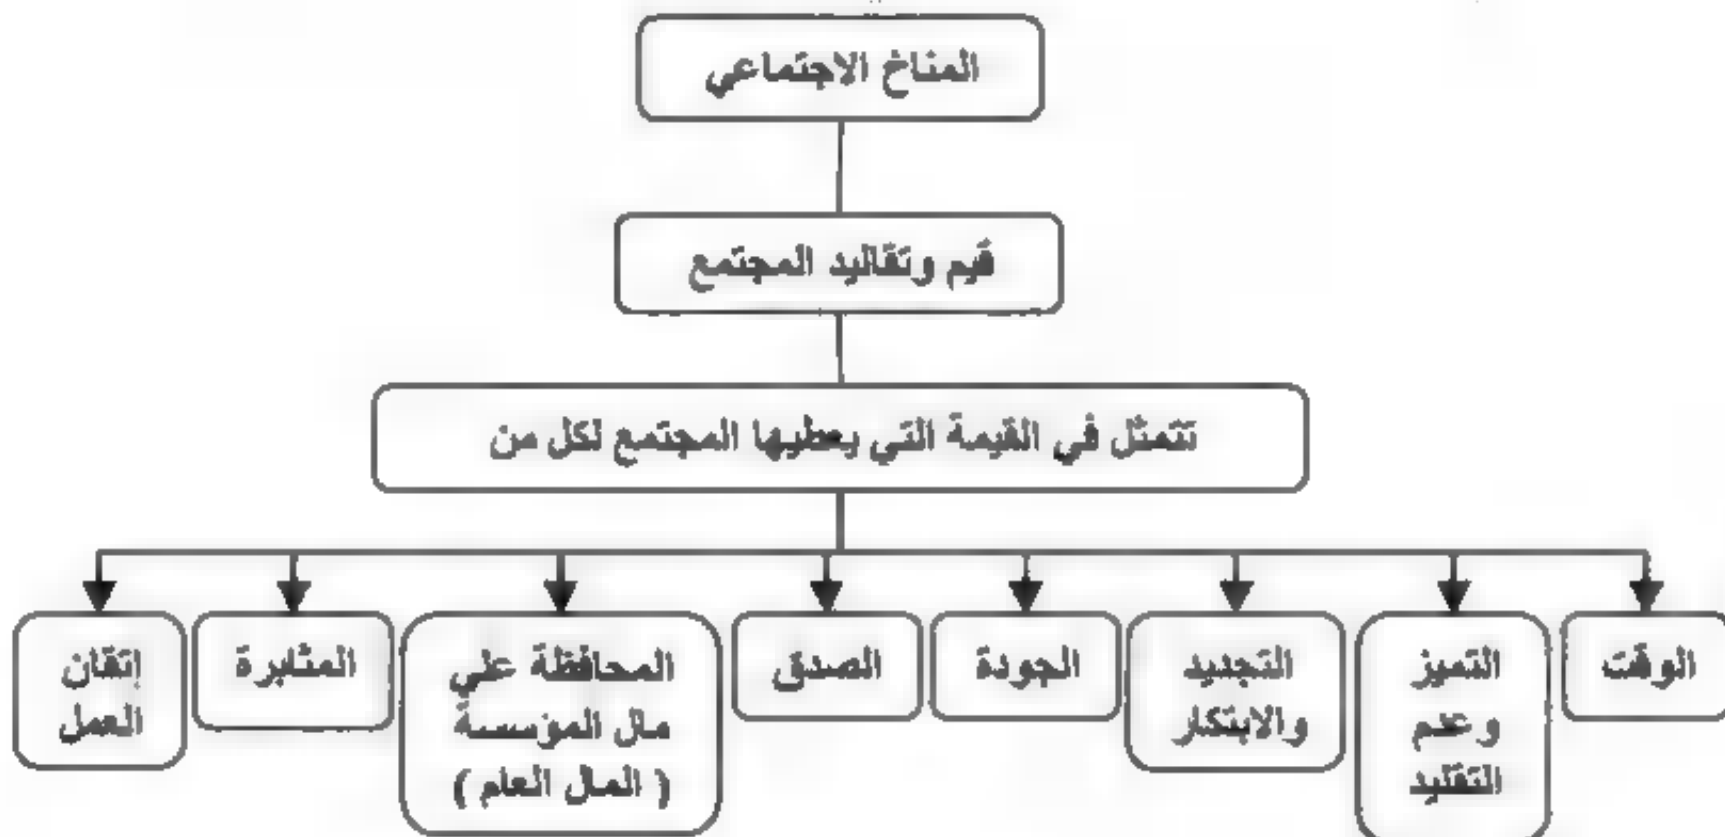 المناخ الاجتماعي
قيم وتقاليد المجتمع
تتمثل في القيمة التي يعطيها المجتمع لكل من
الوقت
التميز
وعدم
التقليد
التجديد
والابتكار
الجودة
الصدق
المحافظة علي
مال المؤسسة
( المال العام )
المثابرة
إتقان
العمل